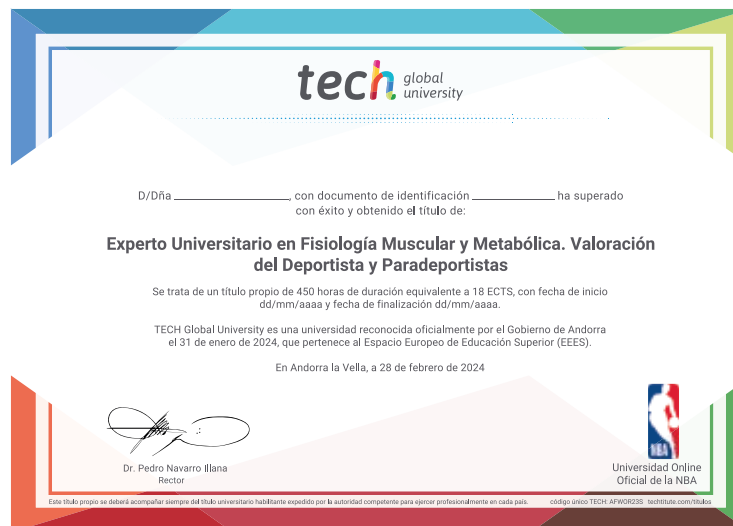 tech global university
D/Dña ____________________, con documento de identificación ______________ ha superado
con éxito y obtenido el título de:
Experto Universitario en Fisiología Muscular y Metabólica. Valoración
del Deportista y Paradeportistas
Se trata de un título propio de 450 horas de duración equivalente a 18 ECTS, con fecha de inicio
dd/mm/aaaa y fecha de finalización dd/mm/aaaa.
TECH Global University es una universidad reconocida oficialmente por el Gobierno de Andorra
el 31 de enero de 2024, que pertenece al Espacio Europeo de Educación Superior (EEES).
En Andorra la Vella, a 28 de febrero de 2024
Dr. Pedro Navarro Illana
Rector
NBA
Universidad Online
Oficial de la NBA
Este título propio se deberá acompañar siempre del título universitario habilitante expedido por la autoridad competente para ejercer profesionalmente en cada país. código único TECH: AFWOR23S techtitute.com/titulos